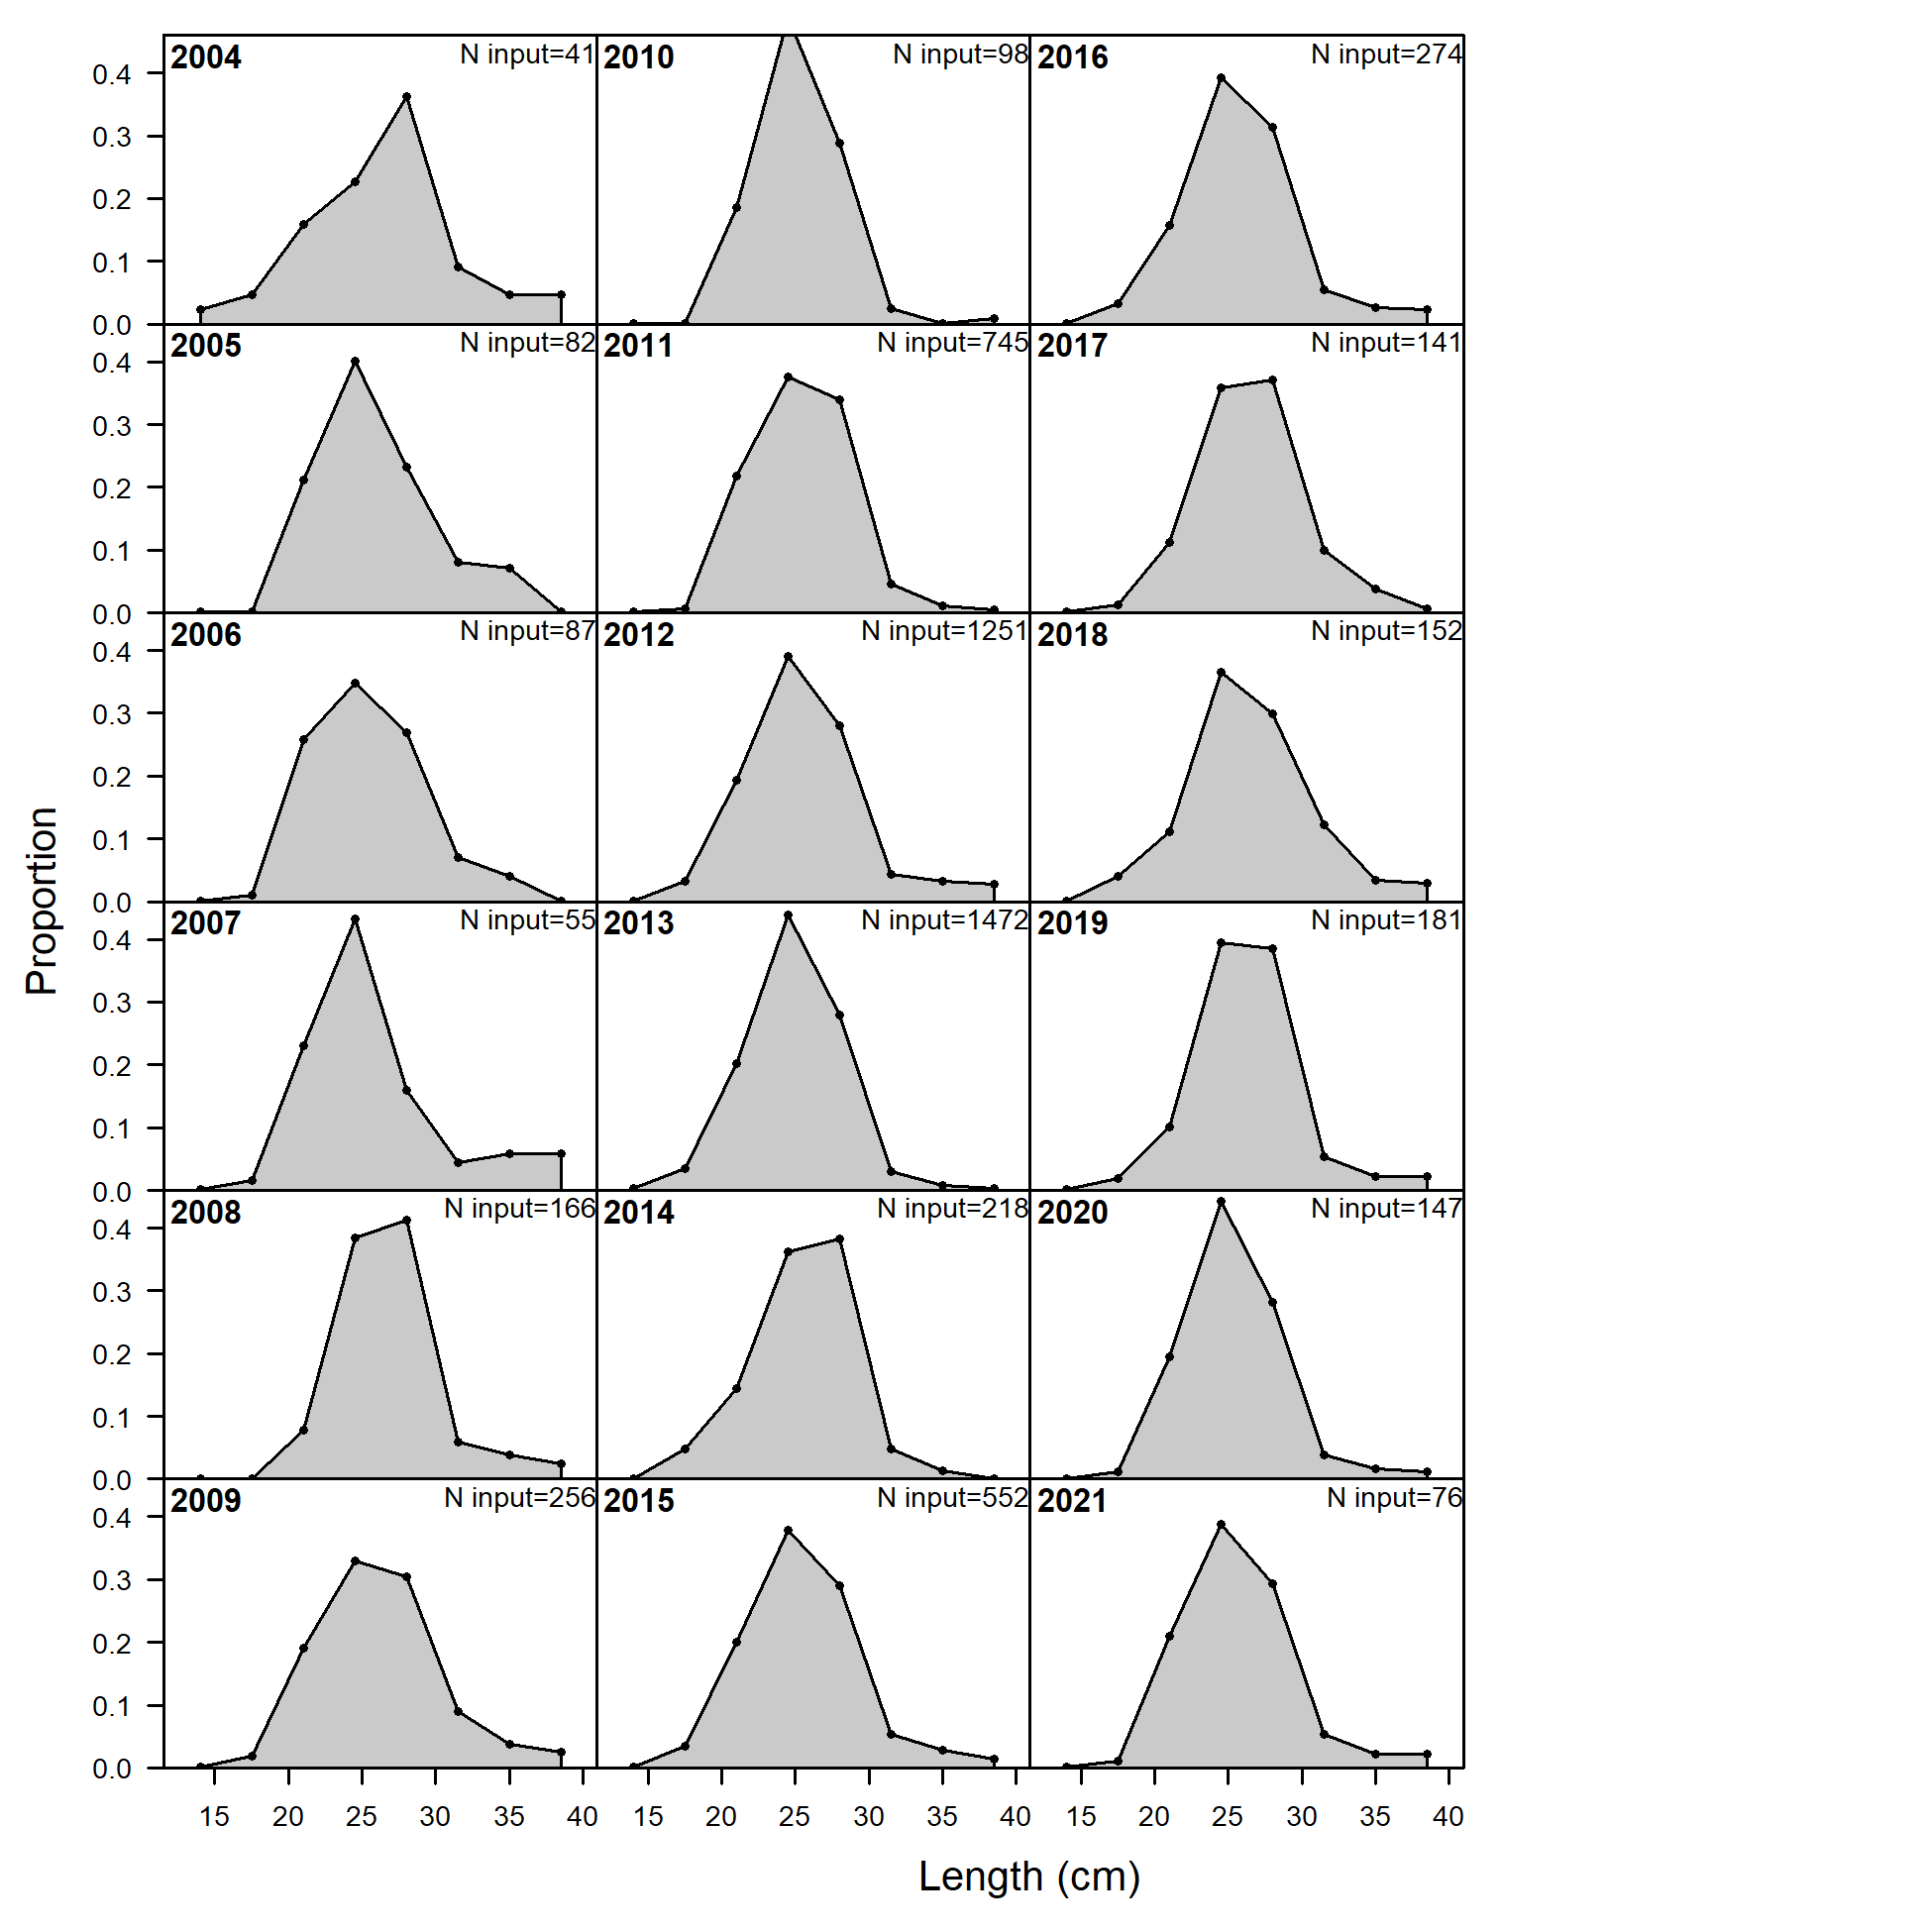 2004 N input=41
2010 N input=98
2016 N input=274
0.4
0.3
0.2
0.1
0.0
2005 N input=82
2011 N input=745
2017 N input=141
0.4
0.3
0.2
0.1
0.0
2006 N input=87
2012 N input=1251
2018 N input=152
0.4
0.3
0.2
0.1
0.0
2007 N input=55
2013 N input=1472
2019 N input=181
0.4
0.3
0.2
0.1
0.0
2008 N input=166
2014 N input=218
2020 N input=147
0.4
0.3
0.2
0.1
0.0
2009 N input=256
2015 N input=552
2021 N input=76
0.4
0.3
0.2
0.1
0.0
Proportion
15 20 25 30 35 40 15 20 25 30 35 40 15 20 25 30 35 40
Length (cm)